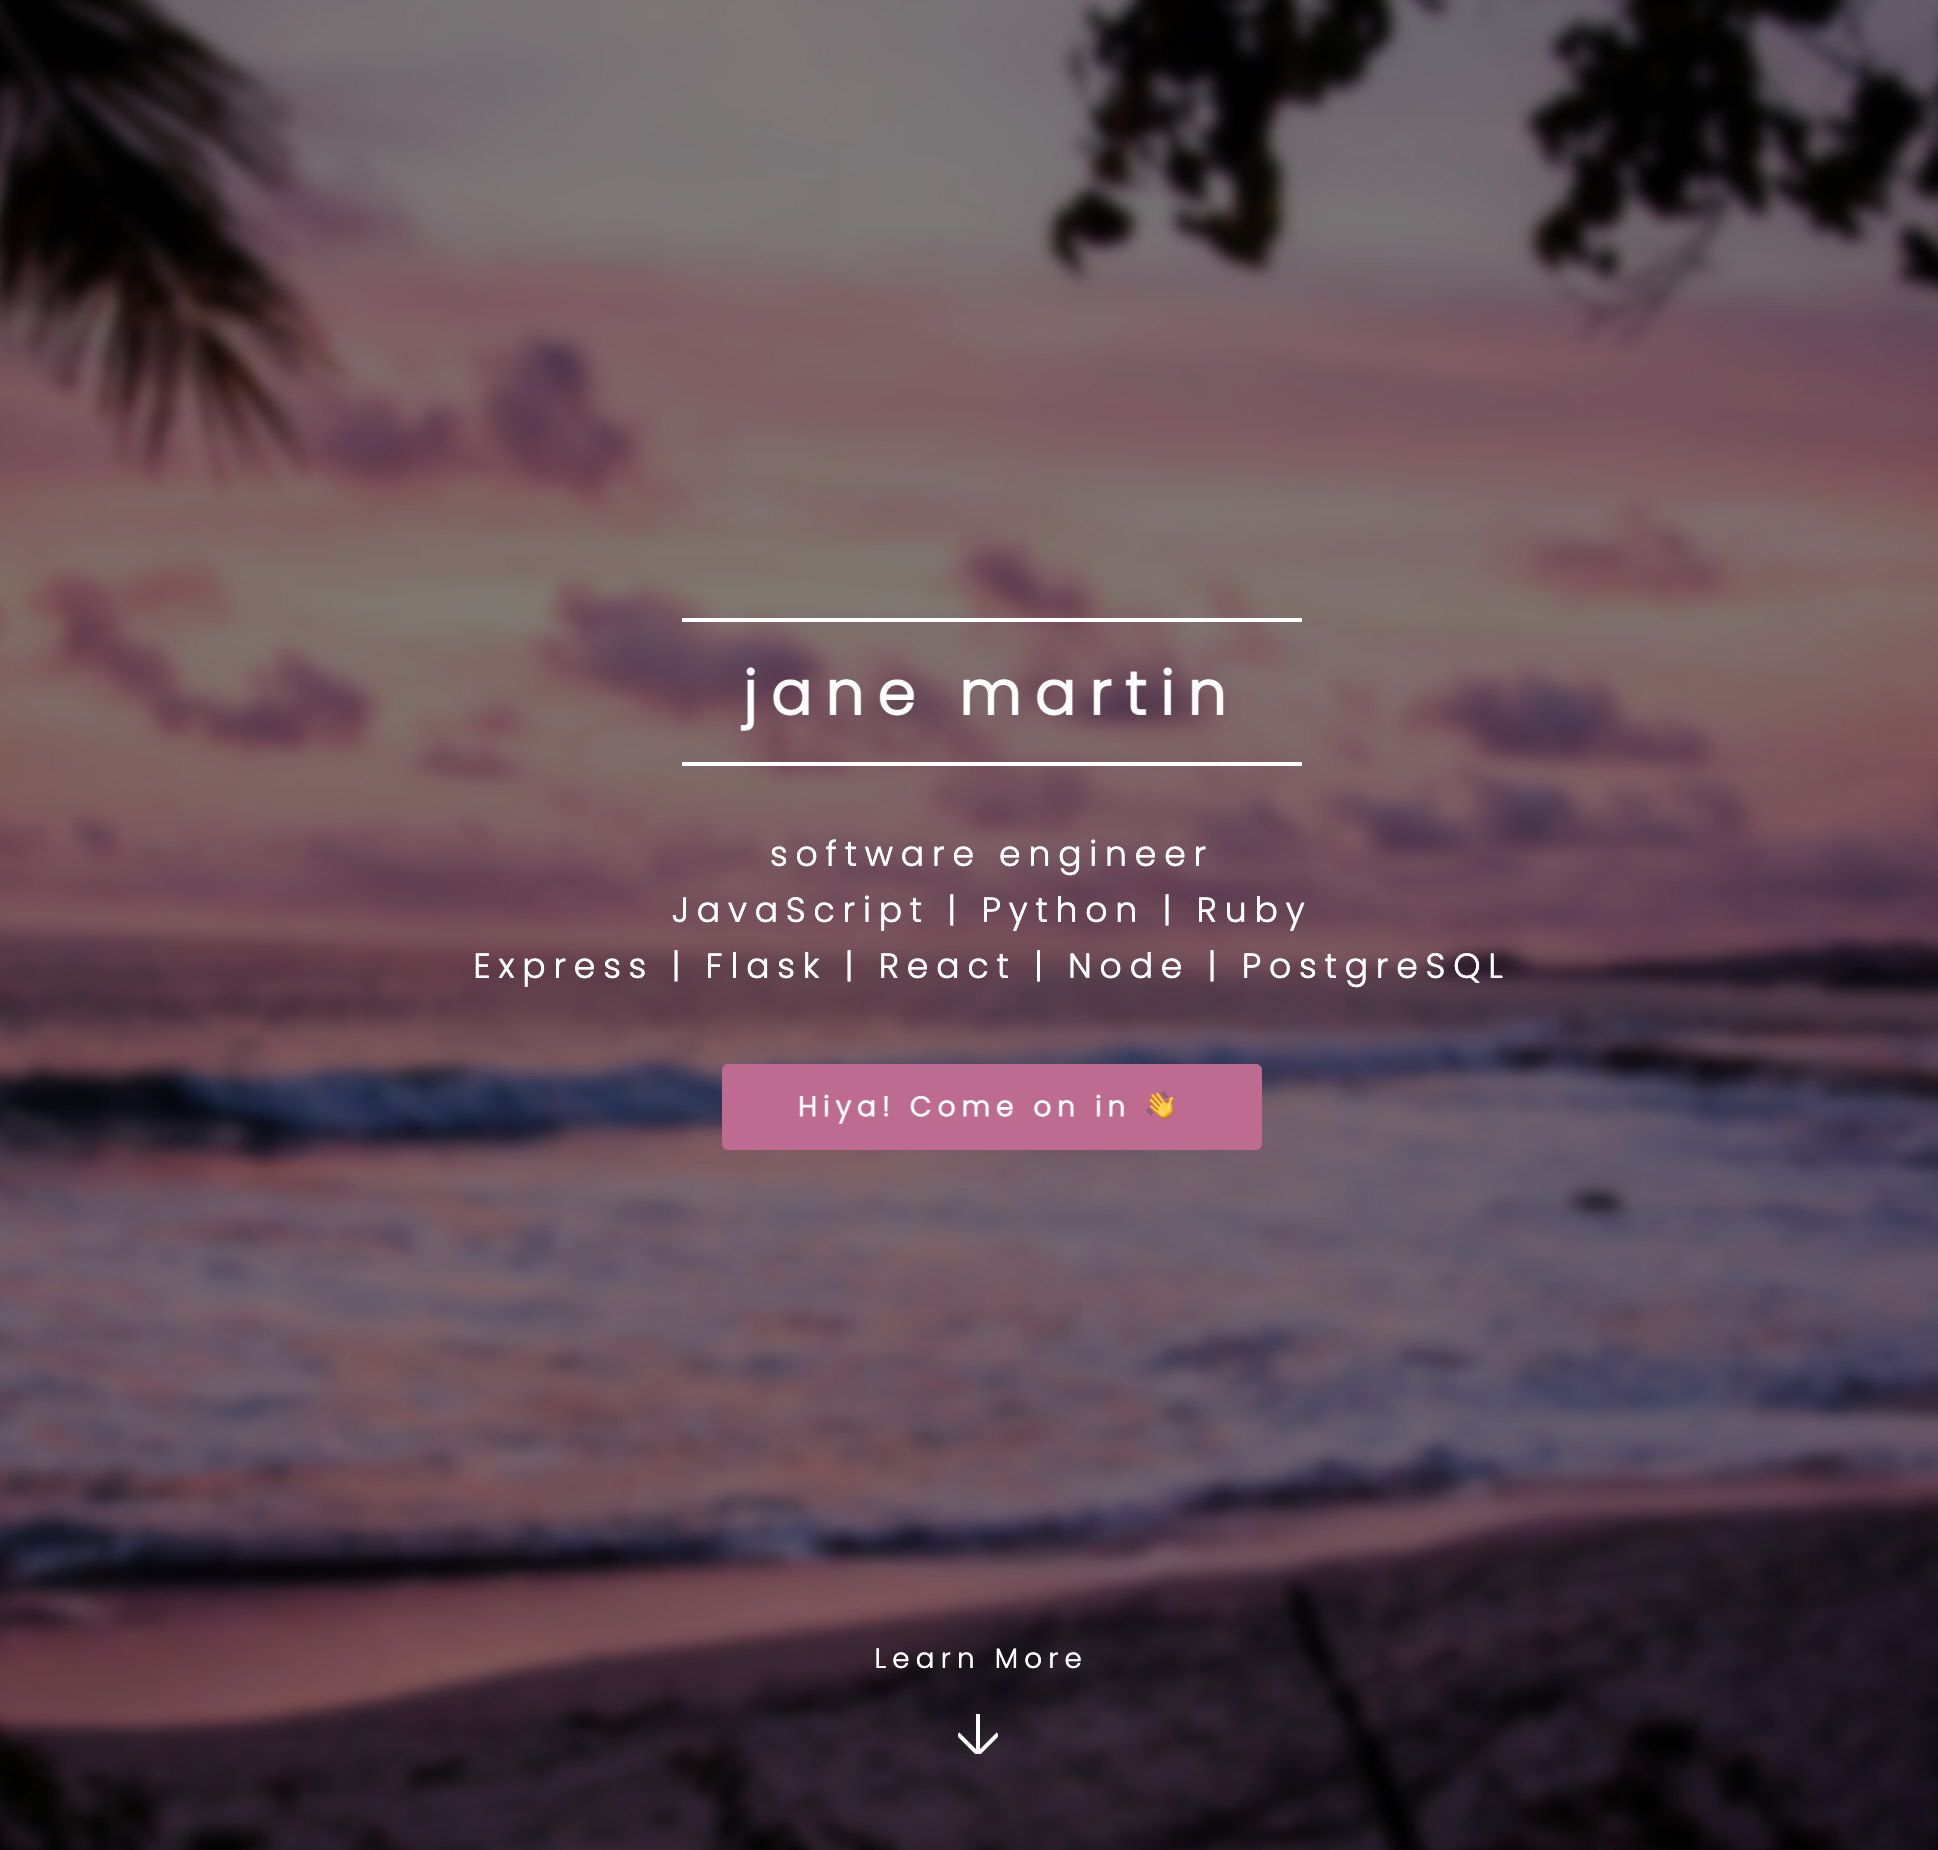 jane martin
software engineer
JavaScript | Python | Ruby
Express | Flask | React | Node | PostgreSQL
Hiya! Come on in 👋
Learn More